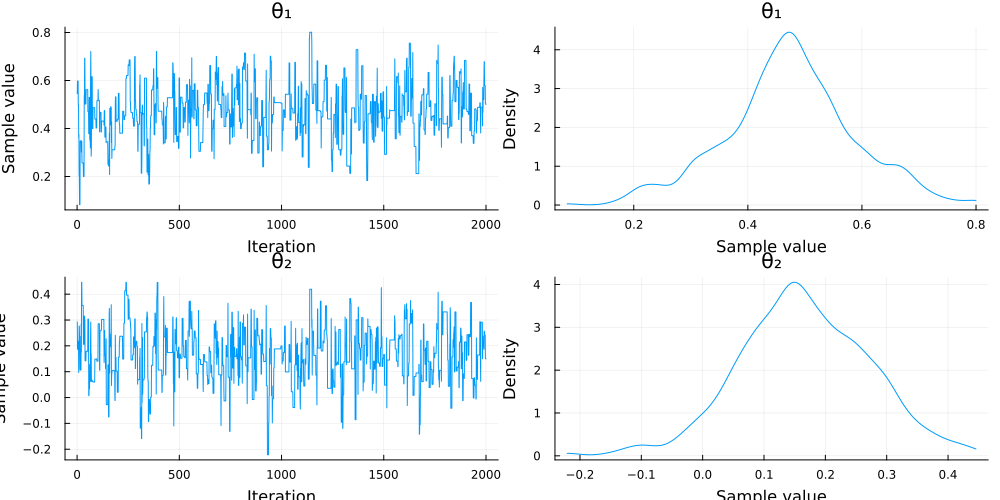 θ₁
θ₁
Sample value
0.8
0.6
0.4
0.2
0 500 1000 1500 2000
Iteration
Density
4
3
2
1
0
0.2 0.4 0.6 0.8
Sample value
θ₂
θ₂
Sample value
0.4
0.3
0.2
0.1
0.0
−0.1
−0.2
0 500 1000 1500 2000
Iteration
Density
4
3
2
1
0
−0.2 −0.1 0.0 0.1 0.2 0.3 0.4
Sample value